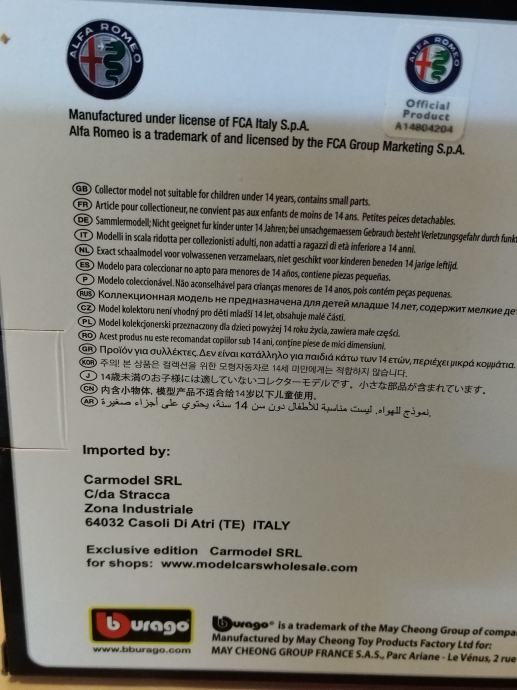 ALFA ROMEO
ALFA ROMEO
Official
Product
A14804204
Manufactured under license of FCA Italy S.p.A.
Alfa Romeo is a trademark of and licensed by the FCA Group Marketing S.p.A.
GB Collector model not suitable for children under 14 years, contains small parts.
FR Article pour collectioneur, ne convient pas aux enfants de moins de 14 ans. Petites peices detachables.
DE Sammlermodell; Nicht geeignet fur kinder unter 14 Jahren; bei unsachgemaessem Gebrauch besteht Verletzungsgefahr durch
IT Modelli in scala ridotta per collezionisti adulti, non adatti a ragazzi di età inferiore a 14 anni.
NL Exact schaalmodel voor volwassenen verzamelaars, niet geschikt voor kinderen beneden 14 jarige leftijd.
ES Modelo para coleccionar no apto para menores de 14 años, contiene piezas pequeñas.
P Modelo coleccionável. Não aconselhável para crianças menores de 14 anos, pois contém peças pequenas.
RUS Коллекционная модель не предназначена для детей младше 14 лет, содержит мелкие
CZ Model kolektoru není vhodný pro děti mladší 14 let, obsahuje malé části.
PL Model kolekcjonerski przeznaczony dla dzieci powyżej 14 roku życia, zawiera małe części.
RO Acest produs nu este recomandat copiilor sub 14 ani, conține piese de mici dimensiuni.
GR Προϊόν για συλλέκτες. Δεν είναι κατάλληλο για παιδιά κάτω των 14 ετών, περιέχει μικρά κομμάτια.
KOR 주의! 본 상품은 컬렉션을 위한 모형자동차로 14세 미만에게는 적합하지 않습니다.
J 14歳未満のお子様には適していないコレクターモデルです。小さな部品が含まれています。
CN 内含小物体, 模型产品不适合给14岁以下儿童使用。
AR نموذج للهواه. ليست مناسبة للأطفال دون سن 14 سنة، يحتوي على أجزاء صغيرة.
Imported by:
Carmodel SRL
C/da Stracca
Zona Industriale
64032 Casoli Di Atri (TE) ITALY
Exclusive edition Carmodel SRL
for shops: www.modelcarswholesale.com
burago
www.bburago.com
burago® is a trademark of the May Cheong Group of
Manufactured by May Cheong Toy Products Factory Ltd for:
MAY CHEONG GROUP FRANCE S.A.S., Parc Ariane - Le Vénus, 2 rue